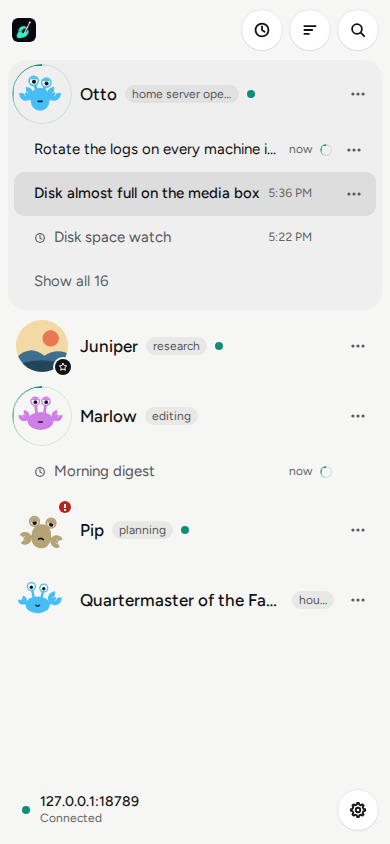 Otto home server ope...
Rotate the logs on every machine i... now
Disk almost full on the media box 5:36 PM
Disk space watch 5:22 PM
Show all 16
Juniper research
Marlow editing
Morning digest now
Pip planning
Quartermaster of the Fa... hou...
127.0.0.1:18789
Connected